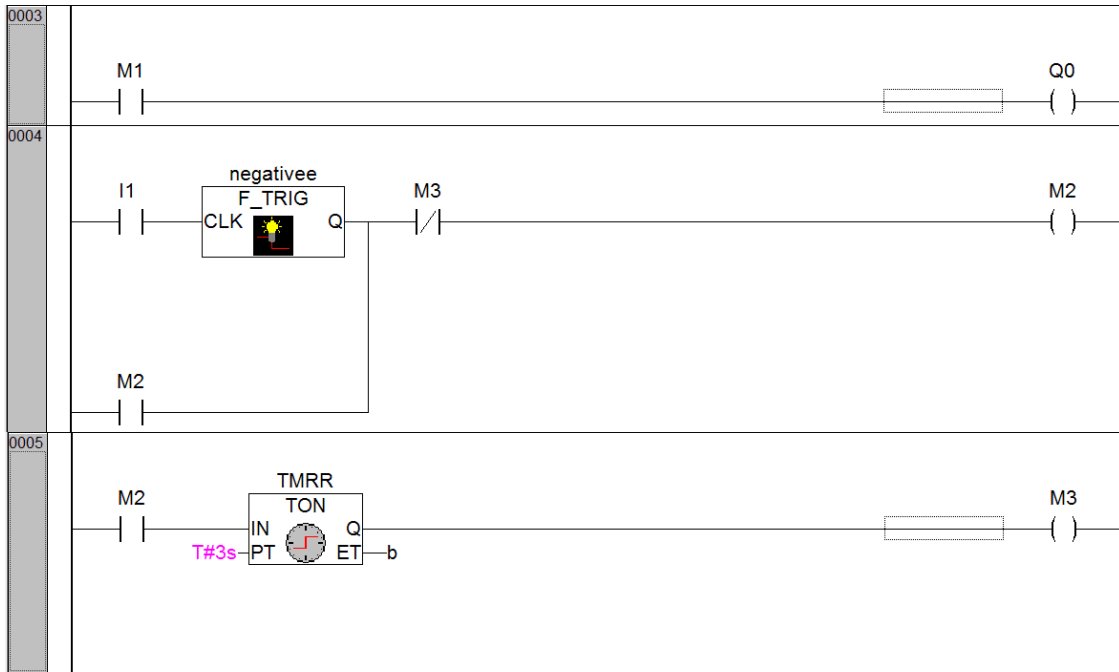 0003
M1 Q0
0004
negativee
I1 F_TRIG M3 M2
CLK Q
M2
0005
TMRR
M2 TON M3
IN Q
T#3s PT ET b